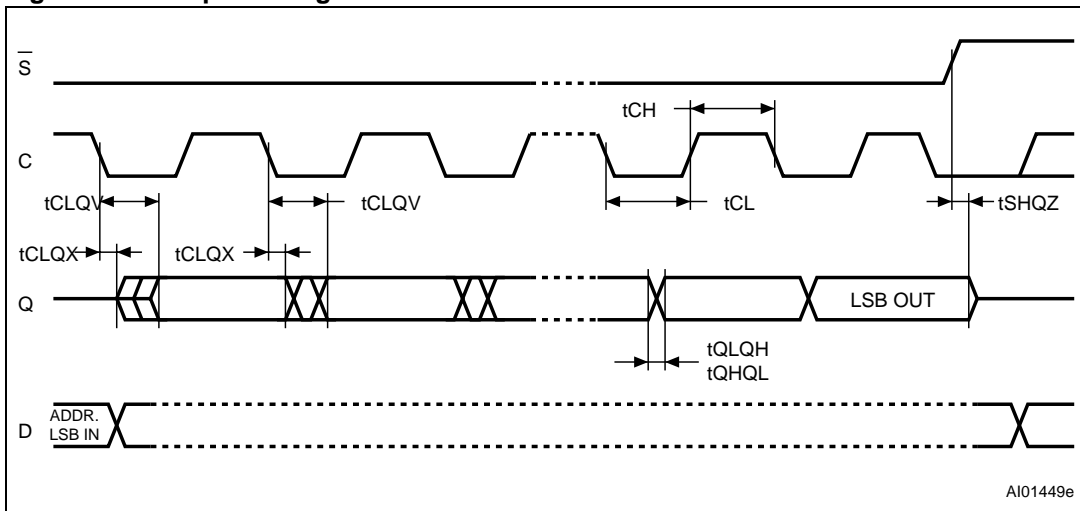 S̅
tCH
C
tCLQV
tCLQV
tCL
tSHQZ
tCLQX
tCLQX
Q
LSB OUT
tQLQH
tQHQL
D
ADDR.
LSB IN
AI01449e